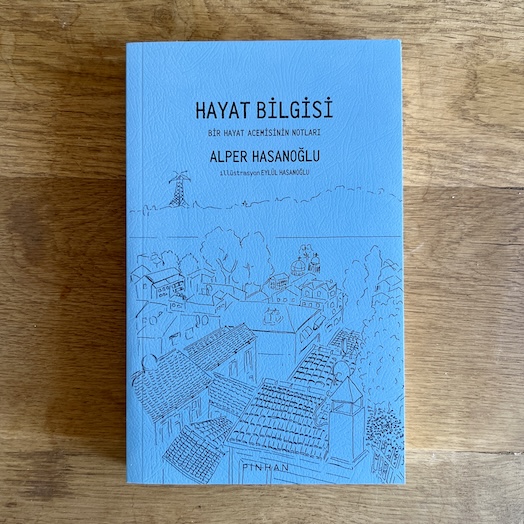 HAYAT BİLGİSİ
BİR HAYAT ACEMİSİNİN NOTLARI
ALPER HASANOĞLU
illüstrasyon EYLÜL HASANOĞLU
PINHAN